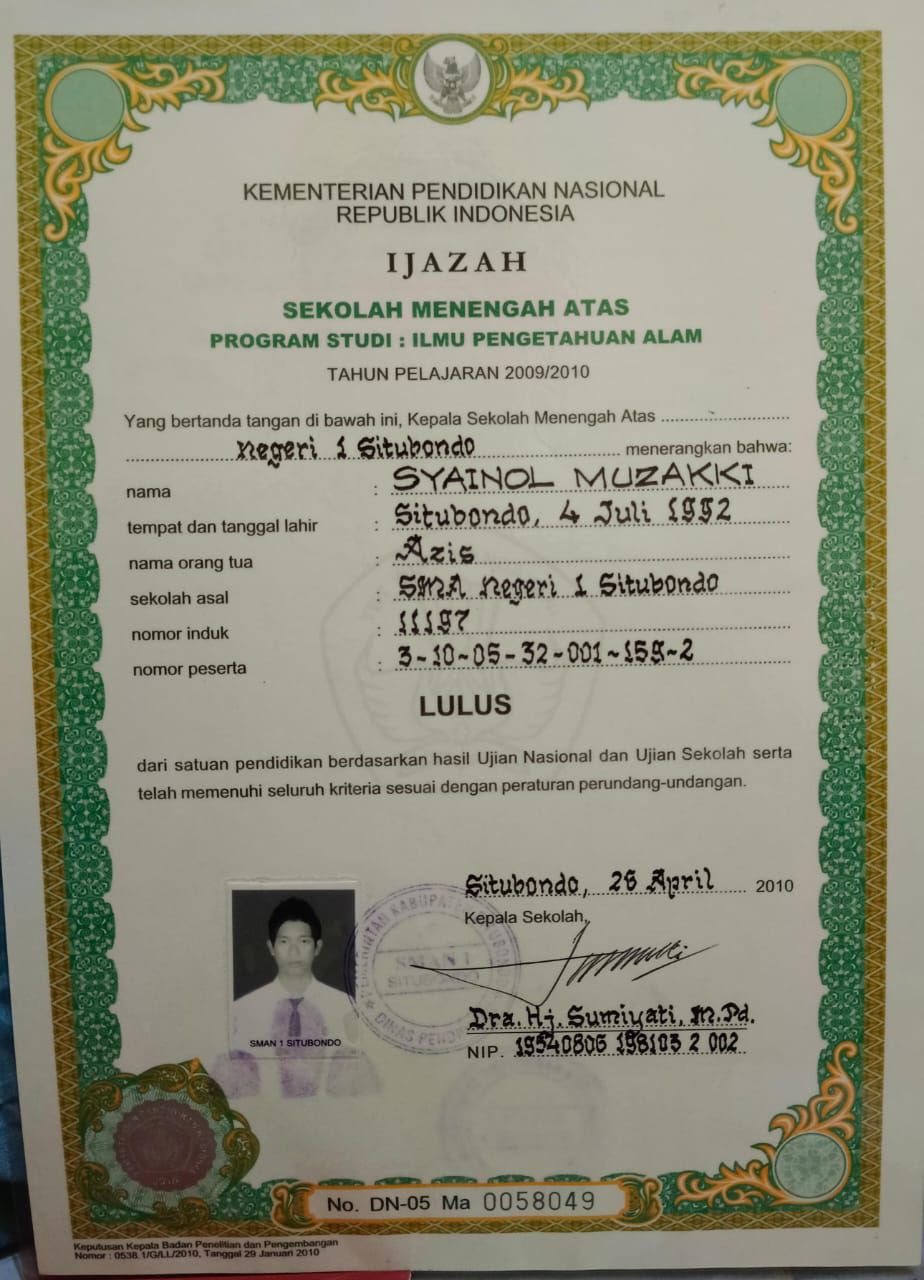 KEMENTERIAN PENDIDIKAN NASIONAL
REPUBLIK INDONESIA
IJAZAH
SEKOLAH MENENGAH ATAS
PROGRAM STUDI : ILMU PENGETAHUAN ALAM
TAHUN PELAJARAN 2009/2010
Yang bertanda tangan di bawah ini, Kepala Sekolah Menengah Atas
Negeri 1 Situbondo menerangkan bahwa:
nama : SYAINOL MUZAKKI
tempat dan tanggal lahir : Situbondo, 4 Juli 1992
nama orang tua : Azis
sekolah asal : SMA Negeri 1 Situbondo
nomor induk : 11197
nomor peserta : 3-10-05-32-001-159-2
LULUS
dari satuan pendidikan berdasarkan hasil Ujian Nasional dan Ujian Sekolah serta
telah memenuhi seluruh kriteria sesuai dengan peraturan perundang-undangan.
Situbondo, 26 April 2010
Kepala Sekolah,
SMAN 1
SITUBONDO
Dra. Hj. Sumiyati, M.Pd.
NIP. 19540806 198103 2 002
SMAN 1 SITUBONDO
No. DN-05 Ma 0058049
Keputusan Kepala Badan Penelitian dan Pengembangan
Nomor : 0538.1/G/LL/2010, Tanggal 29 Januari 2010